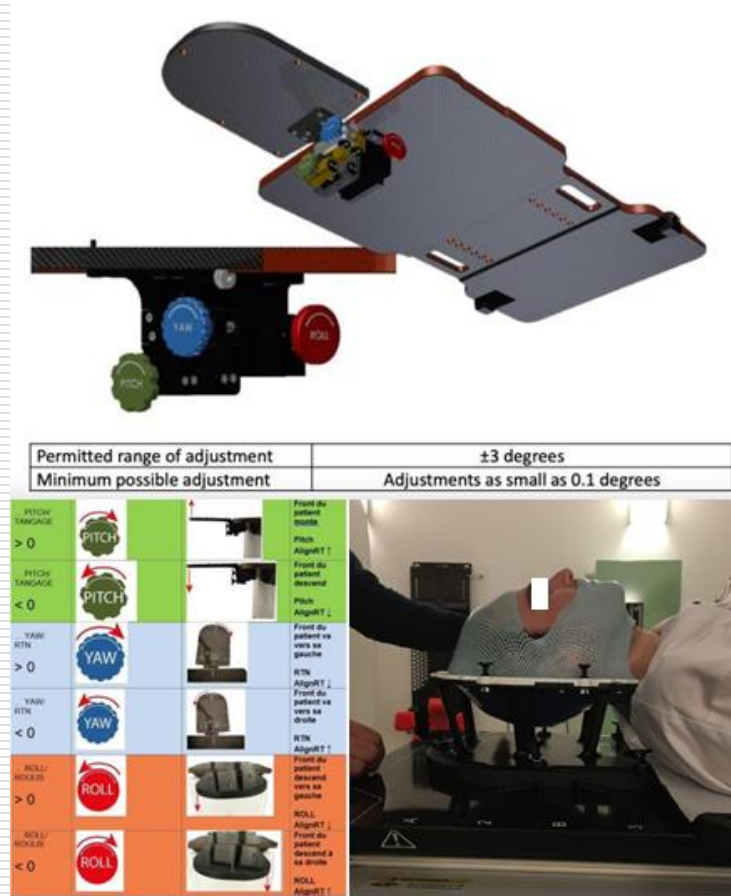 YAW
ROLL
PITCH
Permitted range of adjustment ±3 degrees
Minimum possible adjustment Adjustments as small as 0.1 degrees
... PITCH/
TANGAGE
> 0
PITCH
Front du
patient
monte
Pitch
AlignRT ↑
... PITCH/
TANGAGE
< 0
PITCH
Front du
patient
descend
Pitch
AlignRT ↓
... YAW/
RTN
> 0
YAW
Front du
patient va
vers sa
gauche
RTN
AlignRT ↓
... YAW/
RTN
< 0
YAW
Front du
patient va
vers sa
droite
RTN
AlignRT ↑
... ROLL/
ROULIS
> 0
ROLL
Front du
patient
descend
vers sa
gauche
ROLL
AlignRT ↓
... ROLL/
ROULIS
< 0
ROLL
Front du
patient
descend à
sa droite
ROLL
AlignRT ↑